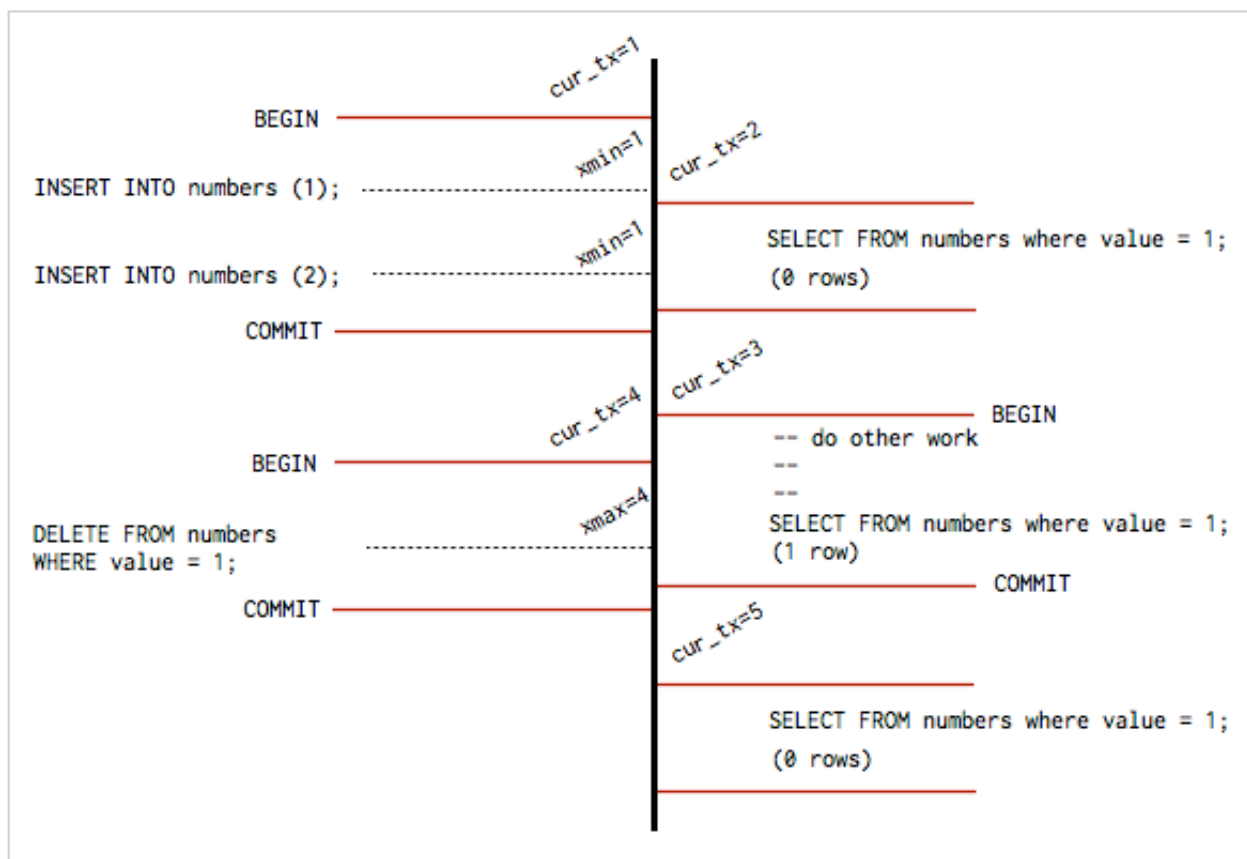 cur_tx=1
BEGIN
xmin=1
cur_tx=2
INSERT INTO numbers (1);
xmin=1
SELECT FROM numbers where value = 1;
INSERT INTO numbers (2);
(0 rows)
COMMIT
cur_tx=3
cur_tx=4
BEGIN
-- do other work
BEGIN
--
--
xmax=4
SELECT FROM numbers where value = 1;
DELETE FROM numbers
(1 row)
WHERE value = 1;
COMMIT
COMMIT
cur_tx=5
SELECT FROM numbers where value = 1;
(0 rows)